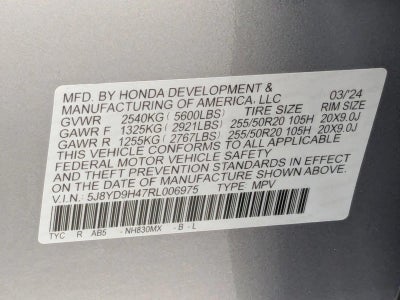 MFD. BY HONDA DEVELOPMENT & 03/'24
MANUFACTURING OF AMERICA, LLC
GVWR 2540KG( 5600LBS) TIRE SIZE RIM SIZE
GAWR F 1325KG( 2921LBS) 255/50R20 105H 20X9.0J
GAWR R 1255KG( 2767LBS) 255/50R20 105H 20X9.0J
THIS VEHICLE CONFORMS TO ALL APPLICABLE
FEDERAL MOTOR VEHICLE SAFETY
AND THEFT PREVENTION STANDARDS IN EFFECT
ON THE DATE OF MANUFACTURE SHOWN ABOVE.
V.I.N.: 5J8YD9H47RL006975 TYPE: MPV
TYC R AB5 - NH830MX - B - L